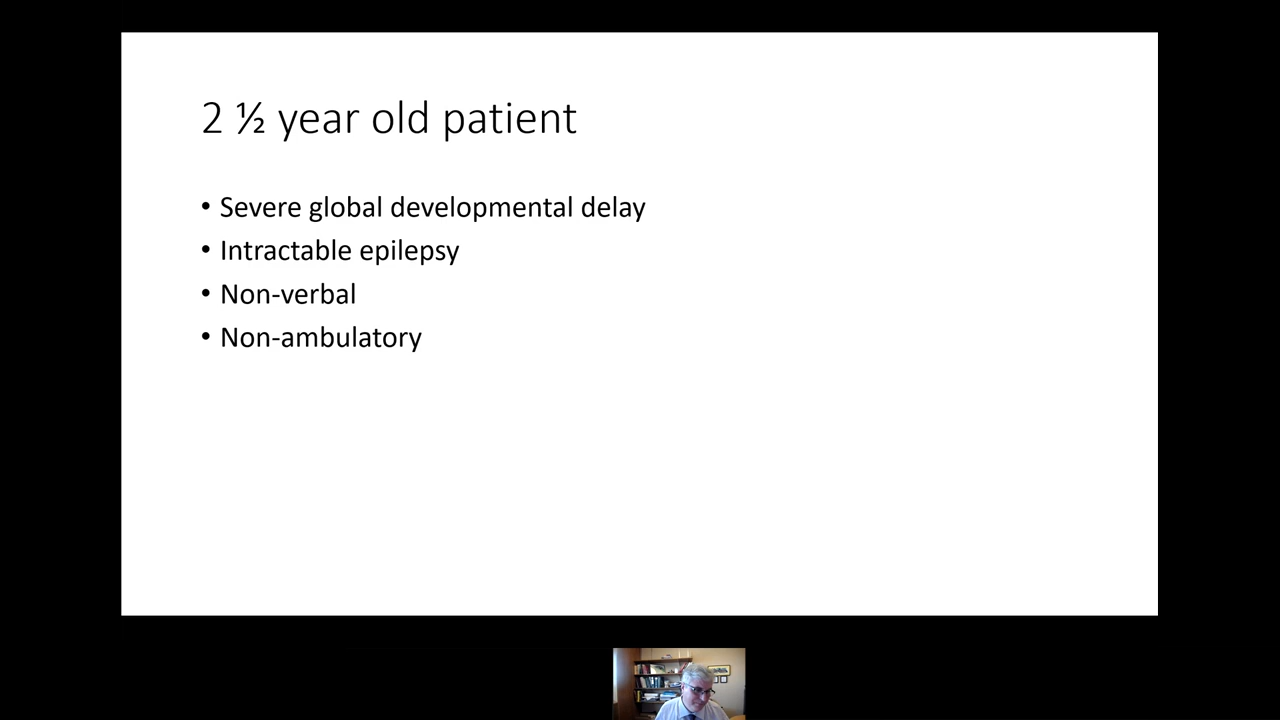 2 ½ year old patient
• Severe global developmental delay
• Intractable epilepsy
• Non-verbal
• Non-ambulatory